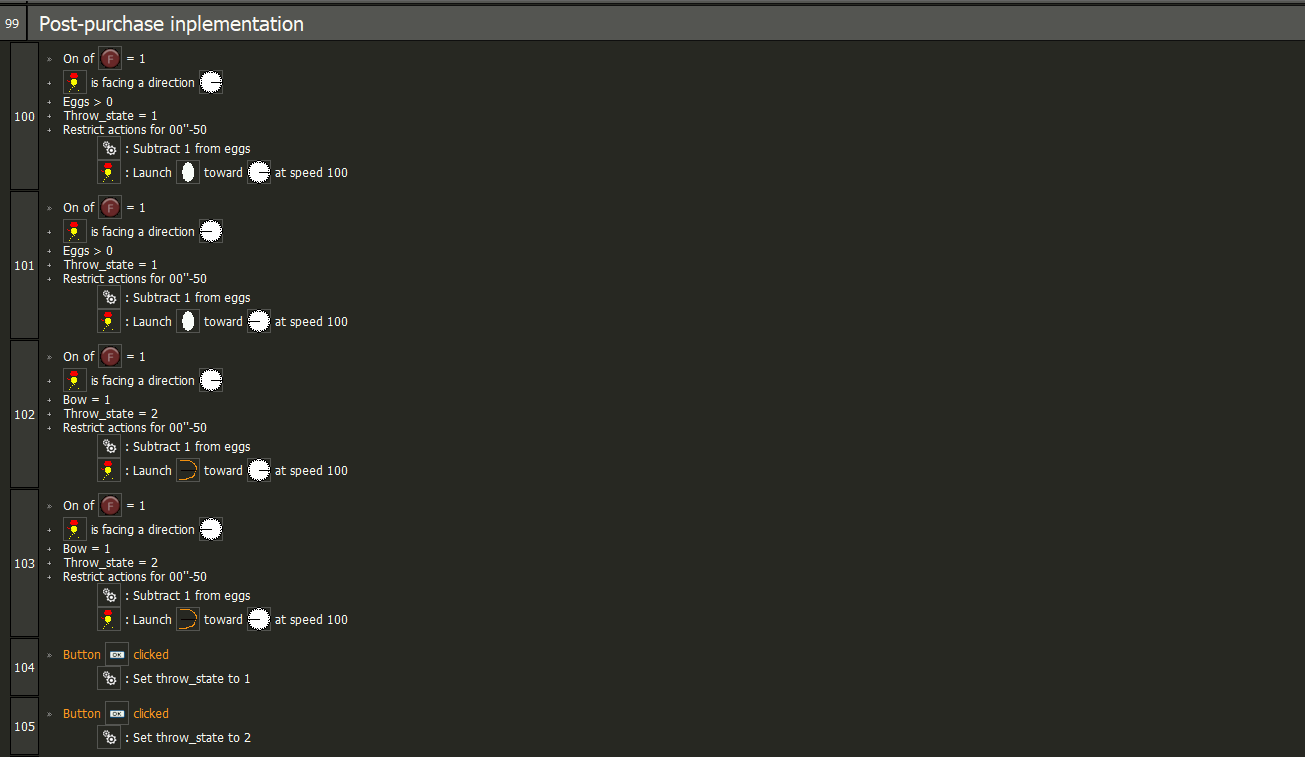 99 Post-purchase inplementation
100
» On of F = 1
+ is facing a direction
+ Eggs > 0
+ Throw_state = 1
+ Restrict actions for 00"-50
: Subtract 1 from eggs
: Launch toward at speed 100
101
» On of F = 1
+ is facing a direction
+ Eggs > 0
+ Throw_state = 1
+ Restrict actions for 00"-50
: Subtract 1 from eggs
: Launch toward at speed 100
102
» On of F = 1
+ is facing a direction
+ Bow = 1
+ Throw_state = 2
+ Restrict actions for 00"-50
: Subtract 1 from eggs
: Launch toward at speed 100
103
» On of F = 1
+ is facing a direction
+ Bow = 1
+ Throw_state = 2
+ Restrict actions for 00"-50
: Subtract 1 from eggs
: Launch toward at speed 100
104
» Button OK clicked
: Set throw_state to 1
105
» Button OK clicked
: Set throw_state to 2